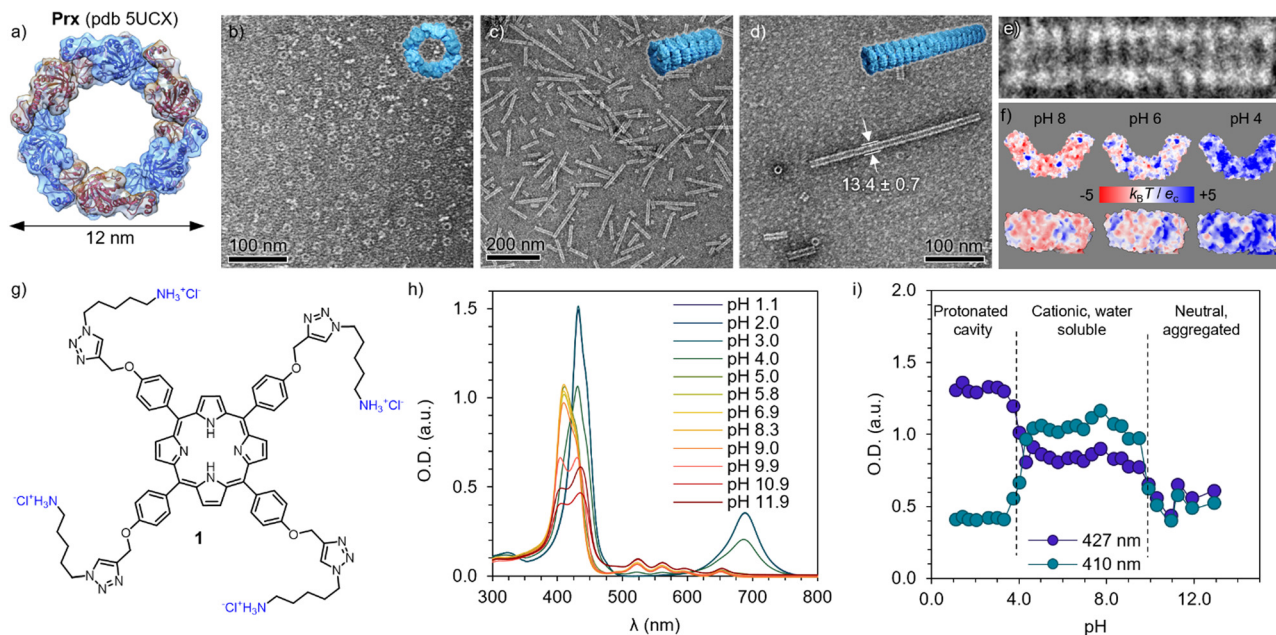 a)
Prx (pdb 5UCX)
12 nm
b)
100 nm
c)
200 nm
d)
13.4 ± 0.7
100 nm
e)
f)
pH 8
pH 6
pH 4
-5
k_BT / e_c
+5
g)
NH₃⁺Cl⁻
N
N=N
O
N=N
N
O
NH₃⁺Cl⁻
H
N
N
N
H
N
⁻Cl⁺H₃N
O
N
N=N
1
O
N
N=N
⁻Cl⁺H₃N
h)
O.D. (a.u.)
1.5
1.0
0.5
0.0
300
400
500
600
700
800
λ (nm)
pH 1.1
pH 2.0
pH 3.0
pH 4.0
pH 5.0
pH 5.8
pH 6.9
pH 8.3
pH 9.0
pH 9.9
pH 10.9
pH 11.9
i)
O.D. (a.u.)
2.0
1.5
1.0
0.5
0.0
Protonated
cavity
Cationic, water
soluble
Neutral,
aggregated
427 nm
410 nm
0.0
4.0
8.0
12.0
pH